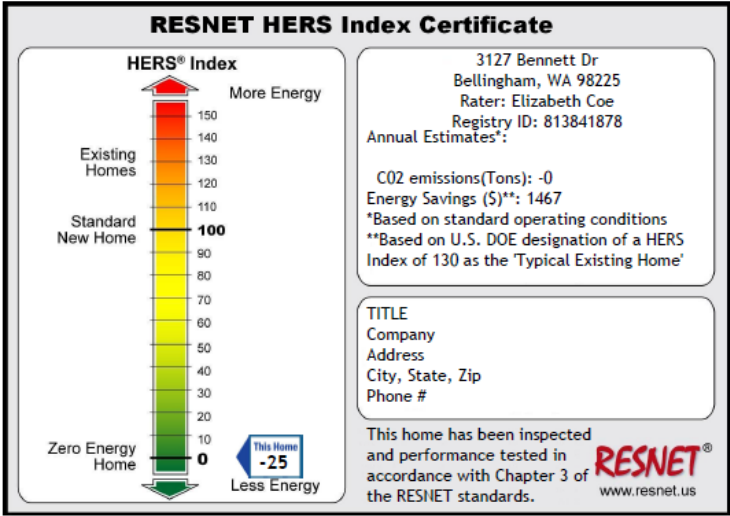 RESNET HERS Index Certificate
HERS® Index
More Energy
150
140
Existing
Homes
130
120
110
Standard
New Home
100
90
80
70
60
50
40
30
20
10
Zero Energy
Home
0
This Home
-25
Less Energy
3127 Bennett Dr
Bellingham, WA 98225
Rater: Elizabeth Coe
Registry ID: 813841878
Annual Estimates*:
C02 emissions(Tons): -0
Energy Savings ($)**: 1467
*Based on standard operating conditions
**Based on U.S. DOE designation of a HERS
Index of 130 as the 'Typical Existing Home'
TITLE
Company
Address
City, State, Zip
Phone #
This home has been inspected
and performance tested in
accordance with Chapter 3 of
the RESNET standards.
RESNET®
www.resnet.us